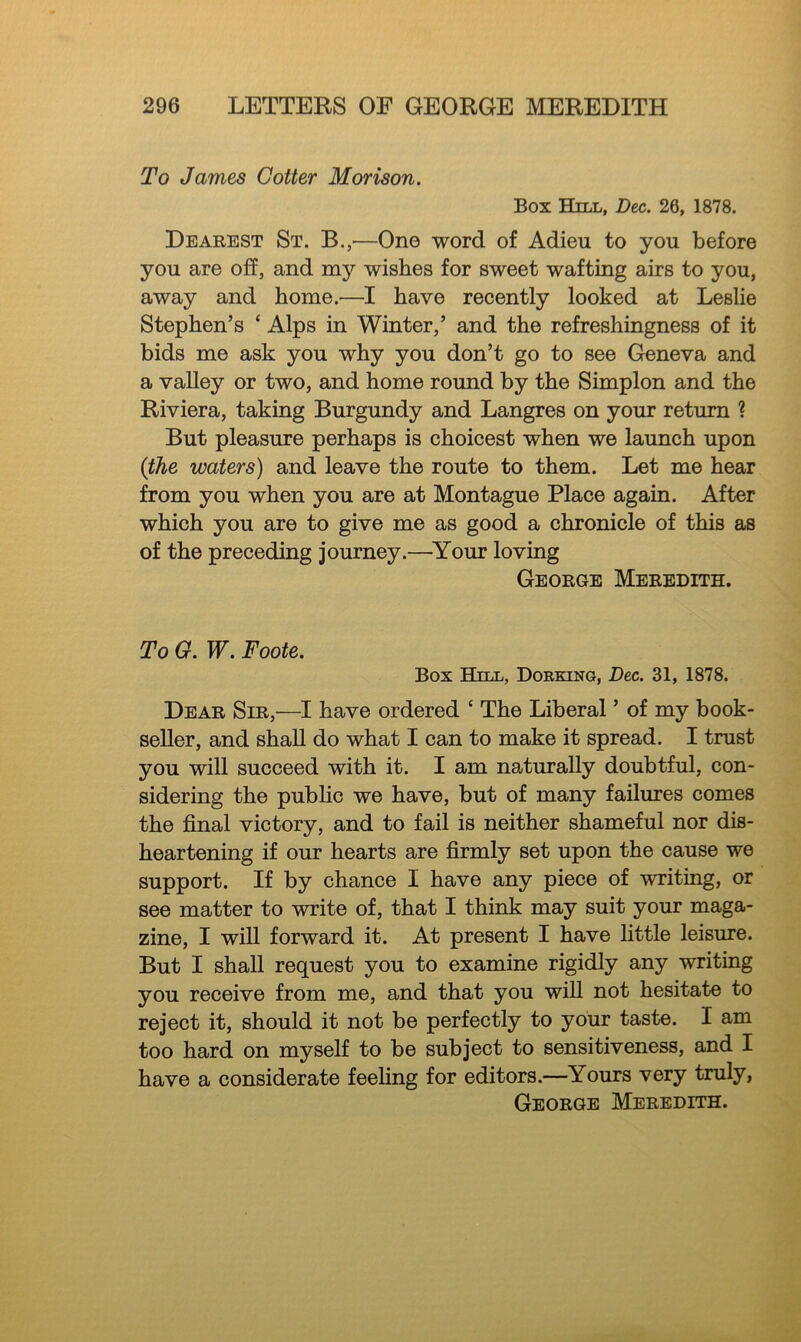 296 LETTERS OF GEORGE MEREDITH
To James Cotter Morison.
Box Hill, Dec. 26, 1878.
Dearest St. B.,—One word of Adieu to you before
you are off, and my wishes for sweet wafting airs to you,
away and home.—I have recently looked at Leslie
Stephen's ‘ Alps in Winter,’ and the refreshingness of it
bids me ask you why you don't go to see Geneva and
a valley or two, and home round by the Simplon and the
Riviera, taking Burgundy and Langres on your return ?
But pleasure perhaps is choicest when we launch upon
(the waters) and leave the route to them. Let me hear
from you when you are at Montague Place again. After
which you are to give me as good a chronicle of this as
of the preceding journey.—Your loving
George Meredith.
To G. W. Foote.
Box Hill, Dorking, Dec. 31, 1878.
Dear Sir,—I have ordered ‘ The Liberal ’ of my book-
seller, and shall do what I can to make it spread. I trust
you will succeed with it. I am naturally doubtful, con-
sidering the public we have, but of many failures comes
the final victory, and to fail is neither shameful nor dis-
heartening if our hearts are firmly set upon the cause we
support. If by chance I have any piece of writing, or
see matter to write of, that I think may suit your maga-
zine, I will forward it. At present I have little leisure.
But I shall request you to examine rigidly any writing
you receive from me, and that you will not hesitate to
reject it, should it not be perfectly to your taste. I am
too hard on myself to be subject to sensitiveness, and I
have a considerate feeling for editors.—Yours very truly,
George Meredith.